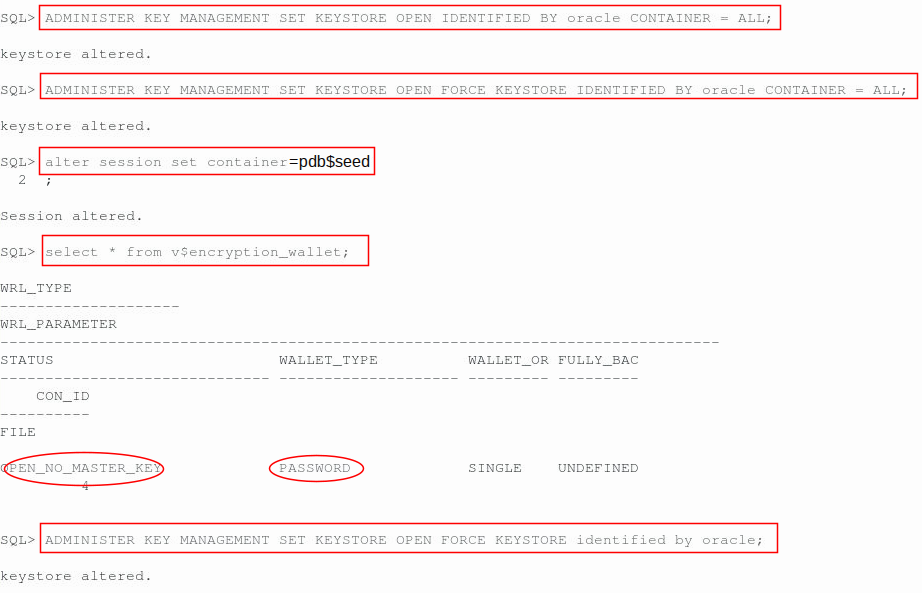 SQL> ADMINISTER KEY MANAGEMENT SET KEYSTORE OPEN IDENTIFIED BY oracle CONTAINER = ALL;
keystore altered.
SQL> ADMINISTER KEY MANAGEMENT SET KEYSTORE OPEN FORCE KEYSTORE IDENTIFIED BY oracle CONTAINER = ALL;
keystore altered.
SQL> alter session set container=pdb$seed
2 ;
Session altered.
SQL> select * from v$encryption_wallet;
WRL_TYPE
--------------------
WRL_PARAMETER
--------------------------------------------------------------------------------
STATUS WALLET_TYPE WALLET_OR FULLY_BAC
------------------------------ -------------------- --------- ---------
CON_ID
----------
FILE
OPEN_NO_MASTER_KEY PASSWORD SINGLE UNDEFINED
4
SQL> ADMINISTER KEY MANAGEMENT SET KEYSTORE OPEN FORCE KEYSTORE identified by oracle;
keystore altered.